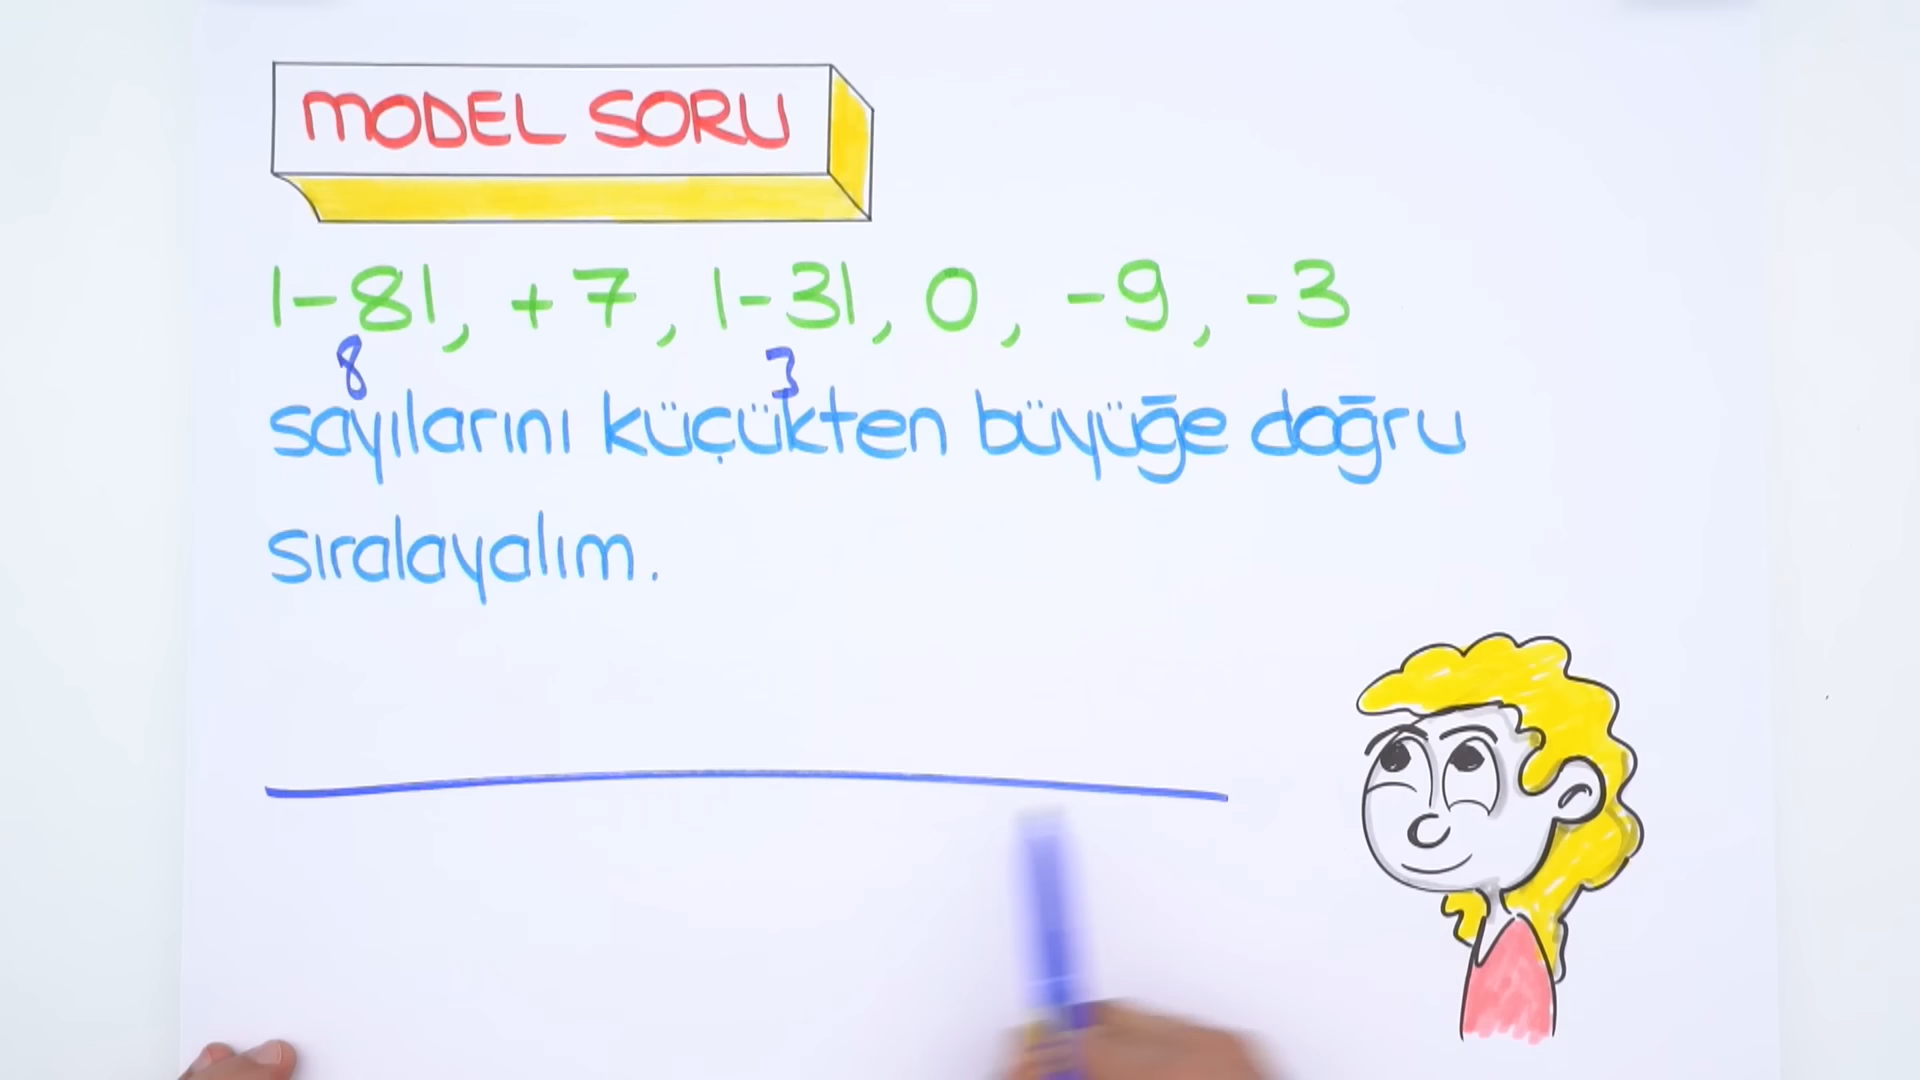 MODEL SORU
|-8|, +7, |-3|, 0, -9, -3
8 3
sayılarını küçükten büyüğe doğru
sıralayalım.